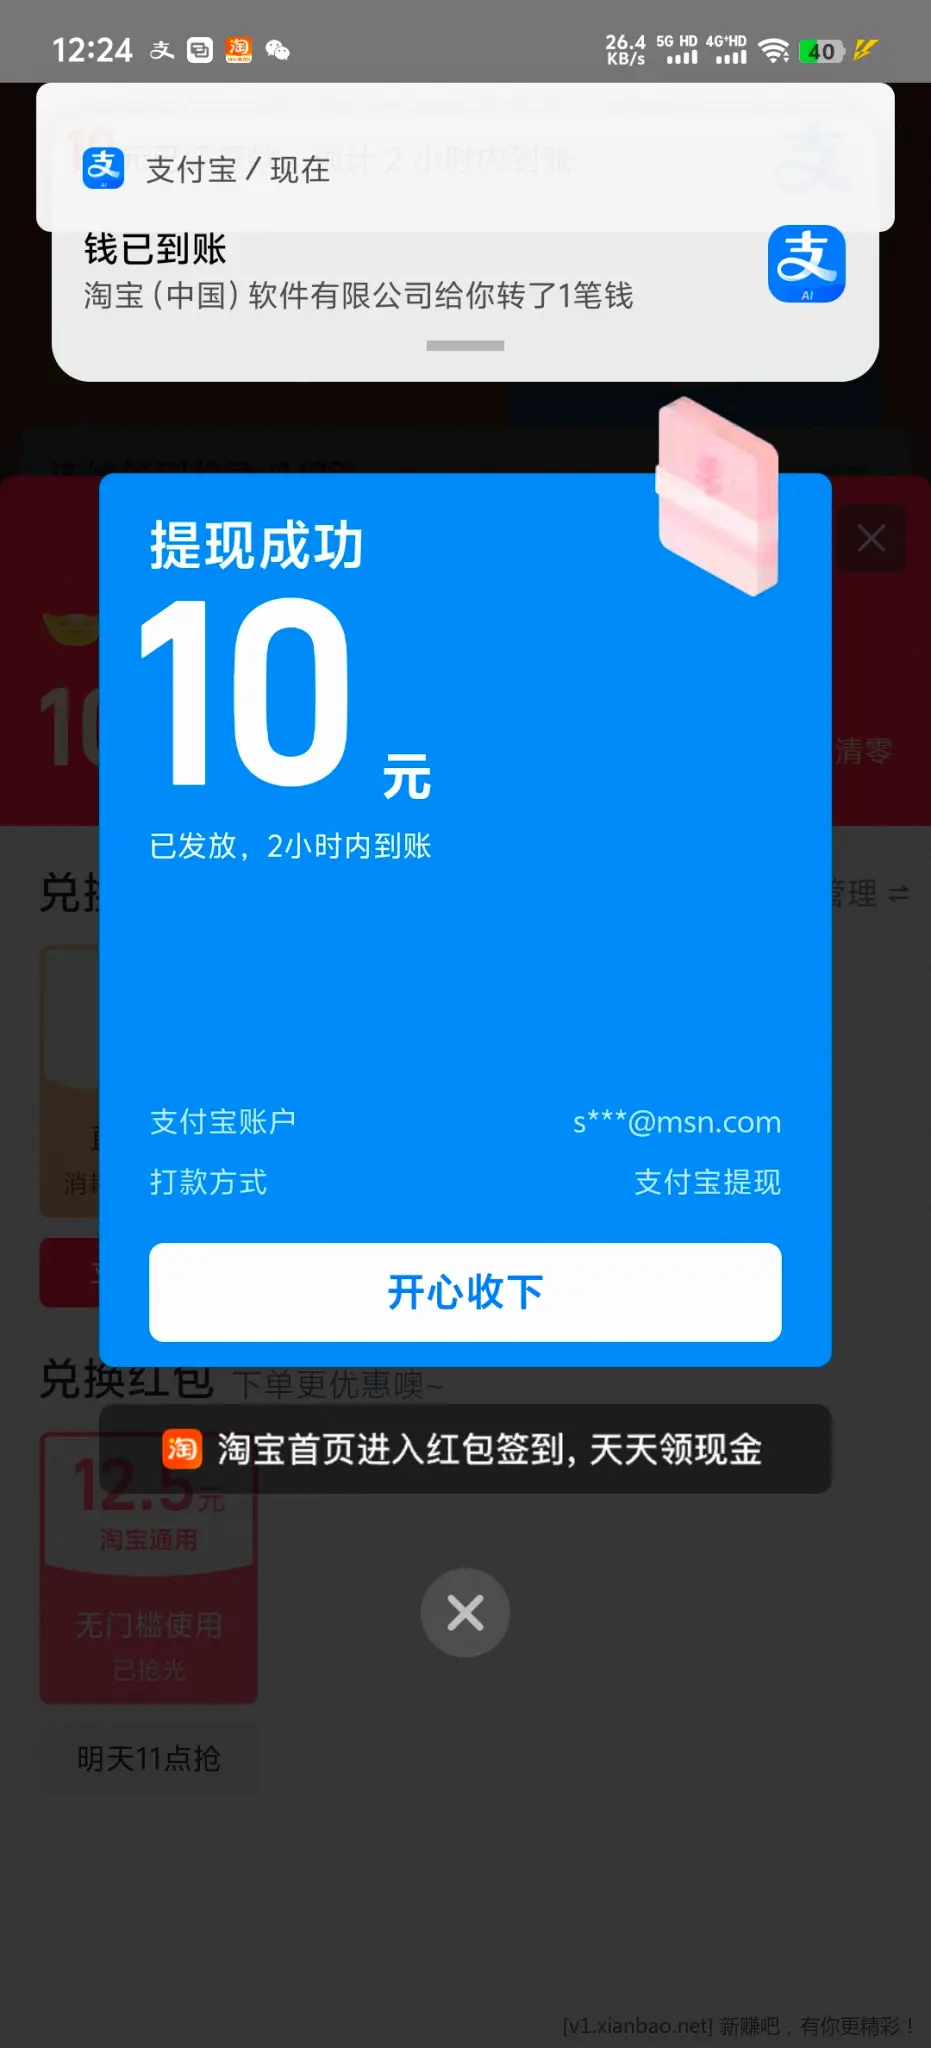 12:24
26.4 KB/s 5G HD 4G+HD 40
支付宝 / 现在
钱已到账
淘宝(中国)软件有限公司给你转了1笔钱
AI
提现成功
10元
已发放，2小时内到账
清零
管理
支付宝账户 s***@msn.com
打款方式 支付宝提现
开心收下
兑换红包 下单更优惠噢~
淘 淘宝首页进入红包签到, 天天领现金
12.5元
淘宝通用
无门槛使用
已抢光
明天11点抢
[v1.xianbao.net] 新赚吧，有你更精彩！